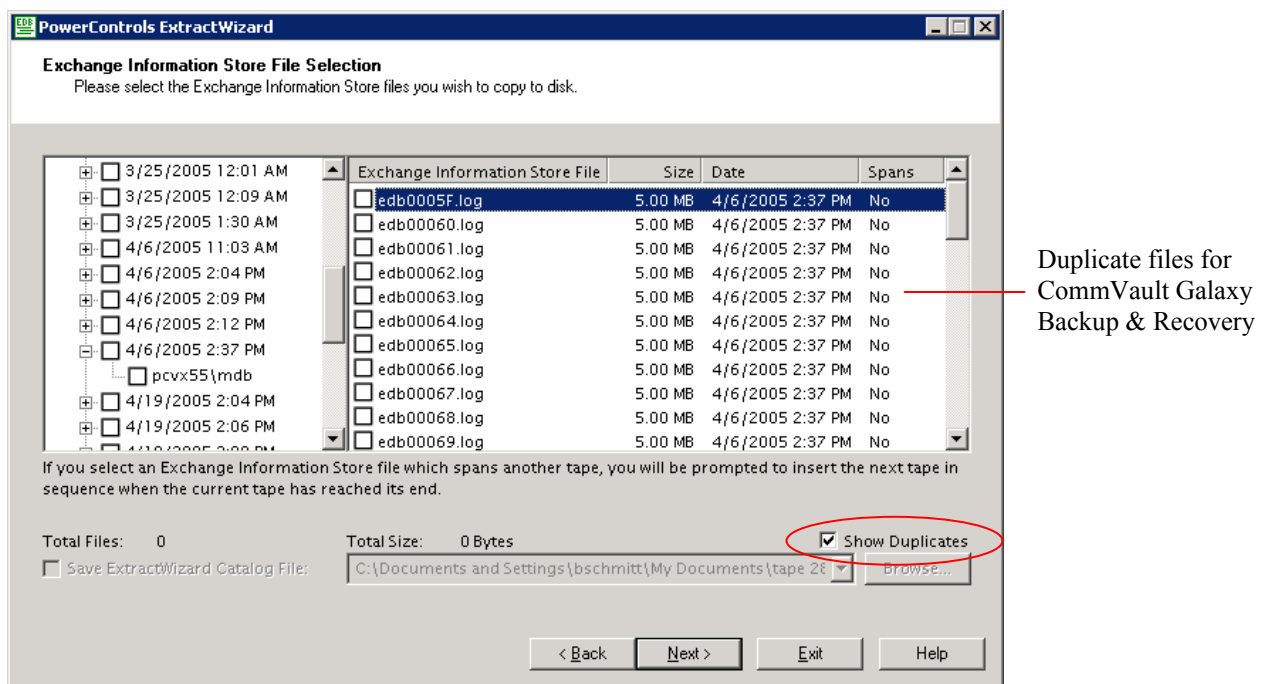 EDB PowerControls ExtractWizard
Exchange Information Store File Selection
Please select the Exchange Information Store files you wish to copy to disk.
3/25/2005 12:01 AM
3/25/2005 12:09 AM
3/25/2005 1:30 AM
4/6/2005 11:03 AM
4/6/2005 2:04 PM
4/6/2005 2:09 PM
4/6/2005 2:12 PM
4/6/2005 2:37 PM
pcvx55\mdb
4/19/2005 2:04 PM
4/19/2005 2:06 PM
Exchange Information Store File Size Date Spans
edb0005F.log 5.00 MB 4/6/2005 2:37 PM No
edb00060.log 5.00 MB 4/6/2005 2:37 PM No
edb00061.log 5.00 MB 4/6/2005 2:37 PM No
edb00062.log 5.00 MB 4/6/2005 2:37 PM No
edb00063.log 5.00 MB 4/6/2005 2:37 PM No
edb00064.log 5.00 MB 4/6/2005 2:37 PM No
edb00065.log 5.00 MB 4/6/2005 2:37 PM No
edb00066.log 5.00 MB 4/6/2005 2:37 PM No
edb00067.log 5.00 MB 4/6/2005 2:37 PM No
edb00068.log 5.00 MB 4/6/2005 2:37 PM No
edb00069.log 5.00 MB 4/6/2005 2:37 PM No
Duplicate files for
CommVault Galaxy
Backup & Recovery
If you select an Exchange Information Store file which spans another tape, you will be prompted to insert the next tape in
sequence when the current tape has reached its end.
Total Files: 0 Total Size: 0 Bytes Show Duplicates
Save ExtractWizard Catalog File: C:\Documents and Settings\bschmitt\My Documents\tape 28 Browse...
< Back Next > Exit Help